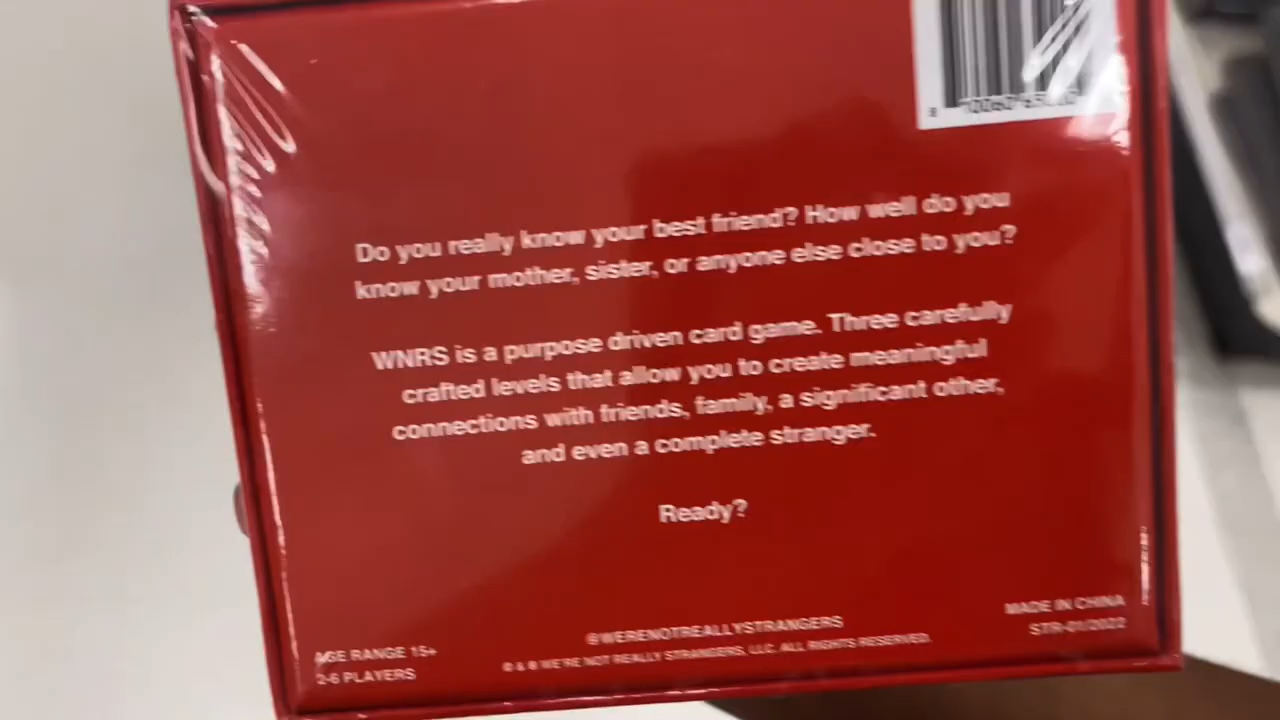 Do you really know your best friend? How well do you
know your mother, sister, or anyone else close to you?
WNRS is a purpose driven card game. Three carefully
crafted levels that allow you to create meaningful
connections with friends, family, a significant other,
and even a complete stranger.
Ready?
AGE RANGE 15+
2-6 PLAYERS
@WERENOTREALLYSTRANGERS
© & ® WE'RE NOT REALLY STRANGERS, LLC. ALL RIGHTS RESERVED.
MADE IN CHINA
STR-01/2022